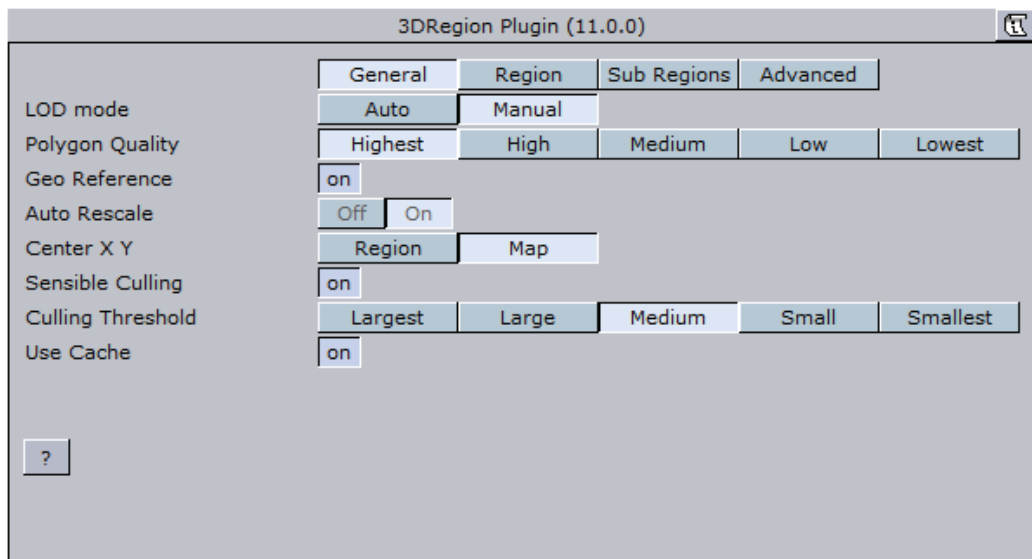 3DRegion Plugin (11.0.0)
General Region Sub Regions Advanced
LOD mode Auto Manual
Polygon Quality Highest High Medium Low Lowest
Geo Reference on
Auto Rescale Off On
Center X Y Region Map
Sensible Culling on
Culling Threshold Largest Large Medium Small Smallest
Use Cache on
?